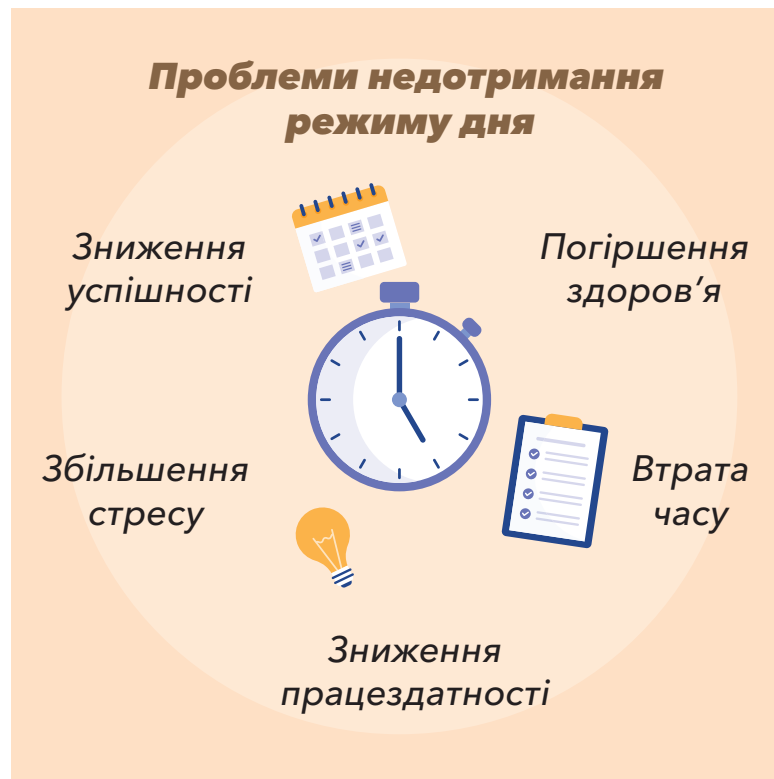 Проблеми недотримання
режиму дня
Зниження
успішності
Погіршення
здоров’я
Збільшення
стресу
Втрата
часу
Зниження
працездатності